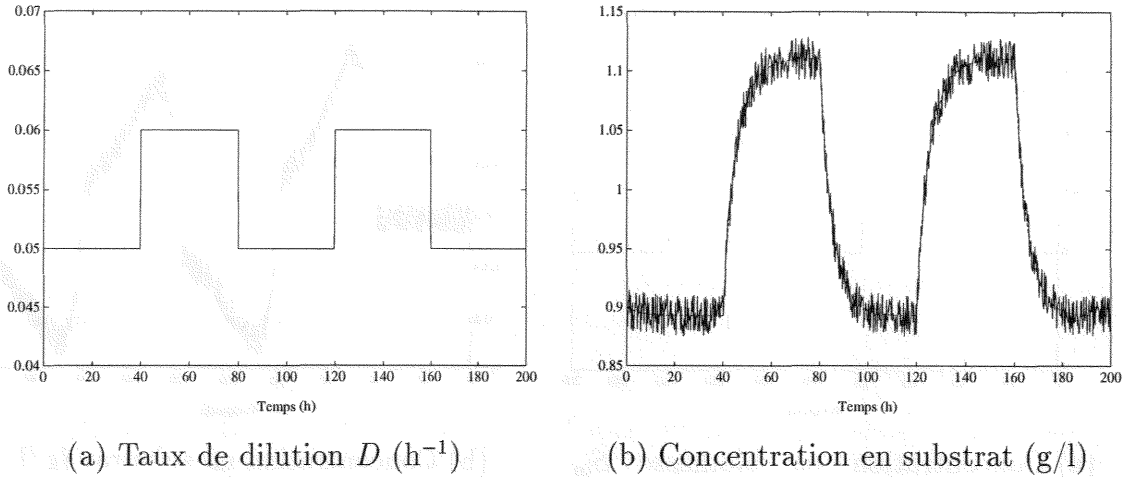 0.07
0.065
0.06
0.055
0.05
0.045
0.04
0 20 40 60 80 100 120 140 160 180 200
Temps (h)
(a) Taux de dilution D (h⁻¹)
1.15
1.1
1.05
1
0.95
0.9
0.85
0 20 40 60 80 100 120 140 160 180 200
Temps (h)
(b) Concentration en substrat (g/l)